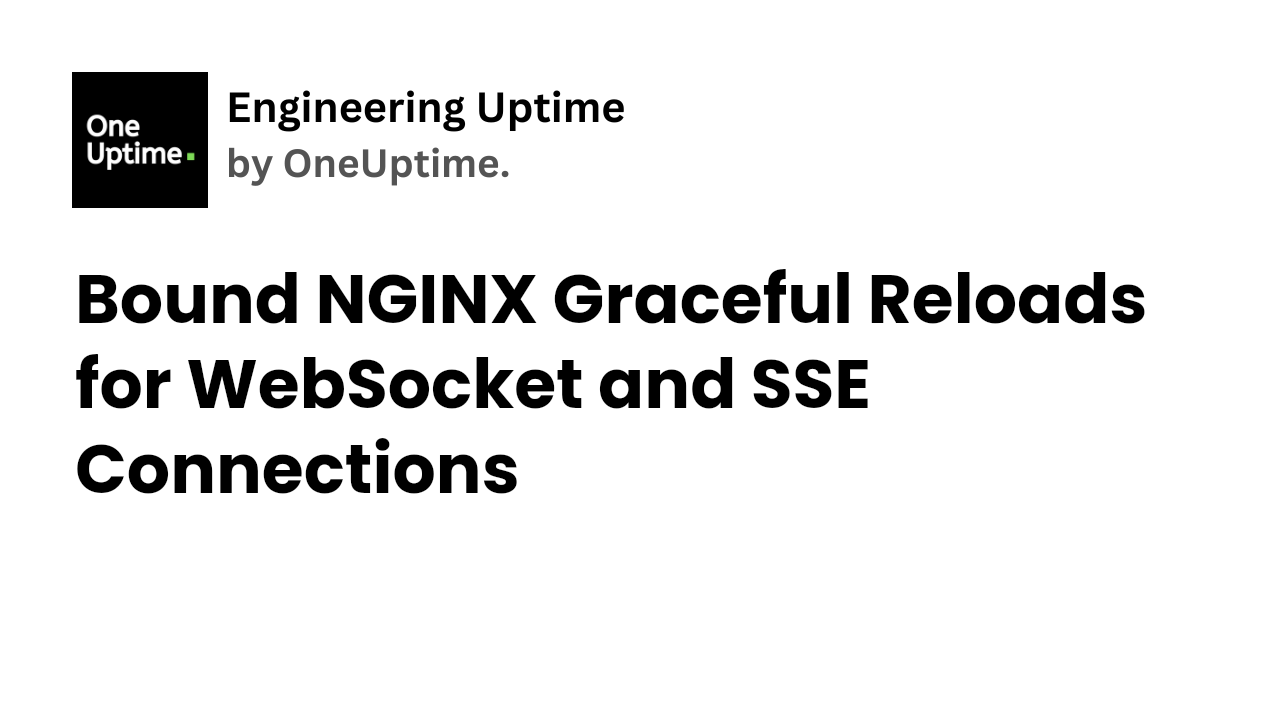 One
Uptime
Engineering Uptime
by OneUptime.
Bound NGINX Graceful Reloads
for WebSocket and SSE
Connections